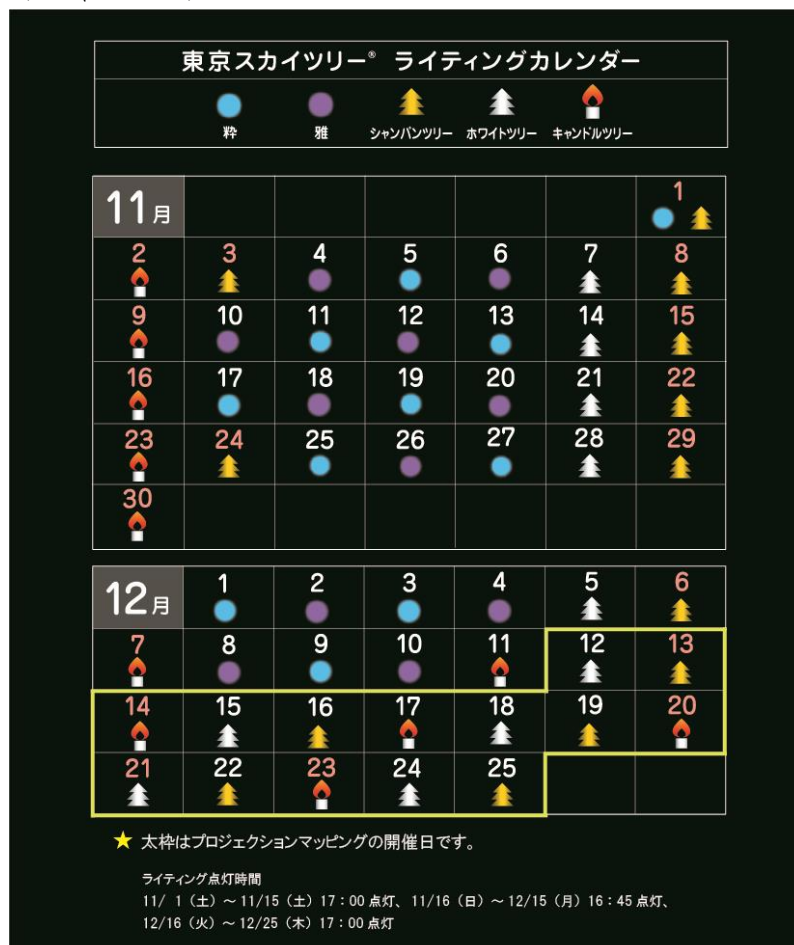 東京スカイツリー® ライティングカレンダー
粋 雅 シャンパンツリー ホワイトツリー キャンドルツリー
11月 1
2 3 4 5 6 7 8
9 10 11 12 13 14 15
16 17 18 19 20 21 22
23 24 25 26 27 28 29
30
12月 1 2 3 4 5 6
7 8 9 10 11 12 13
14 15 16 17 18 19 20
21 22 23 24 25
★ 太枠はプロジェクションマッピングの開催日です。
ライティング点灯時間
11/ 1（土）～ 11/15（土）17：00 点灯、 11/16（日）～ 12/15（月）16：45 点灯、
12/16（火）～ 12/25（木）17：00 点灯